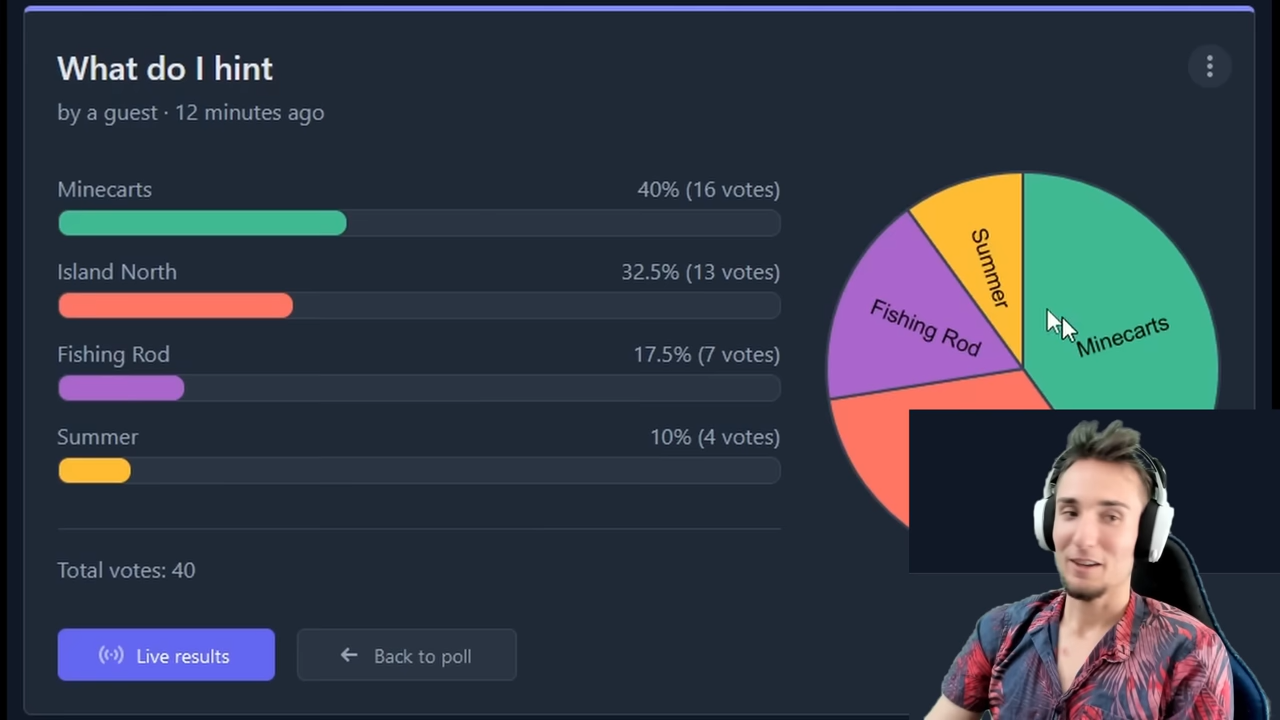 What do I hint
by a guest · 12 minutes ago
Minecarts
40% (16 votes)
Island North
32.5% (13 votes)
Fishing Rod
17.5% (7 votes)
Summer
10% (4 votes)
Total votes: 40
Live results
Back to poll
Summer
Fishing Rod
Minecarts